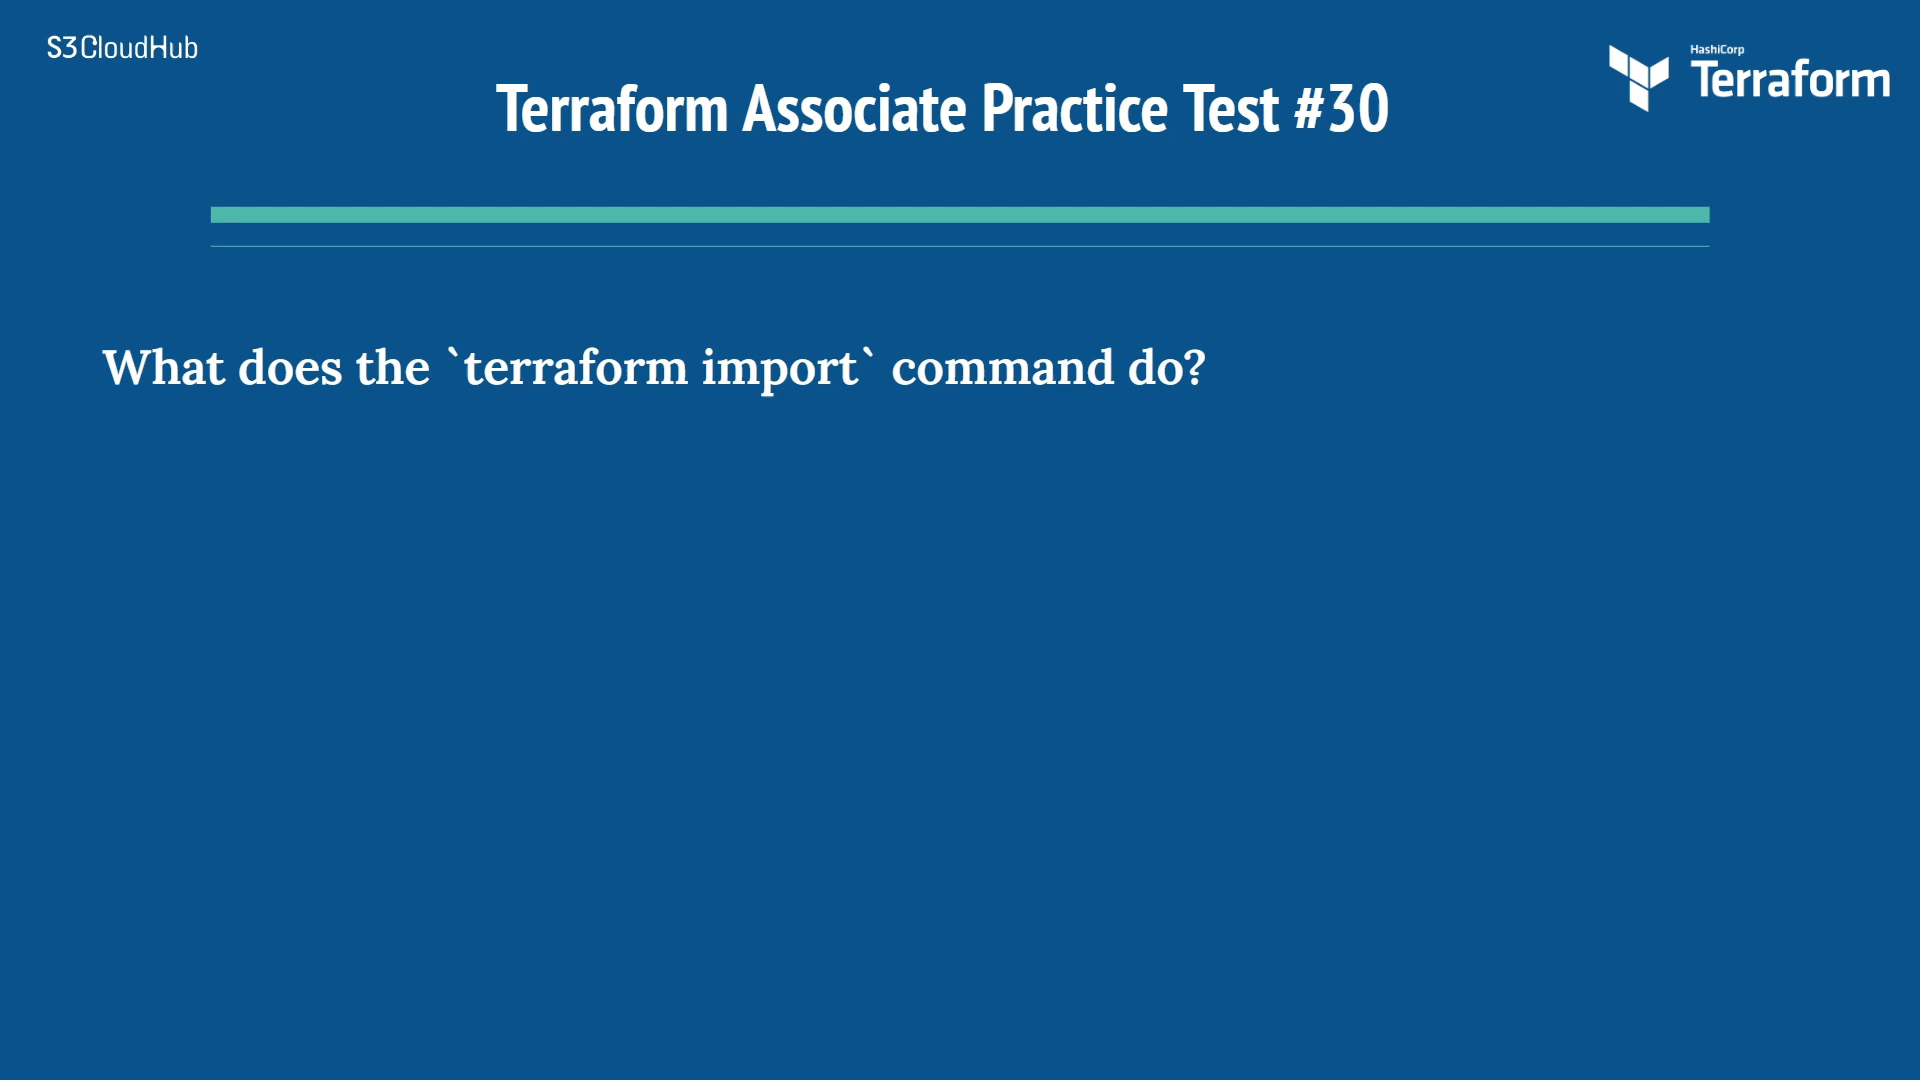 S3CloudHub
HashiCorp
Terraform
Terraform Associate Practice Test #30
What does the `terraform import` command do?